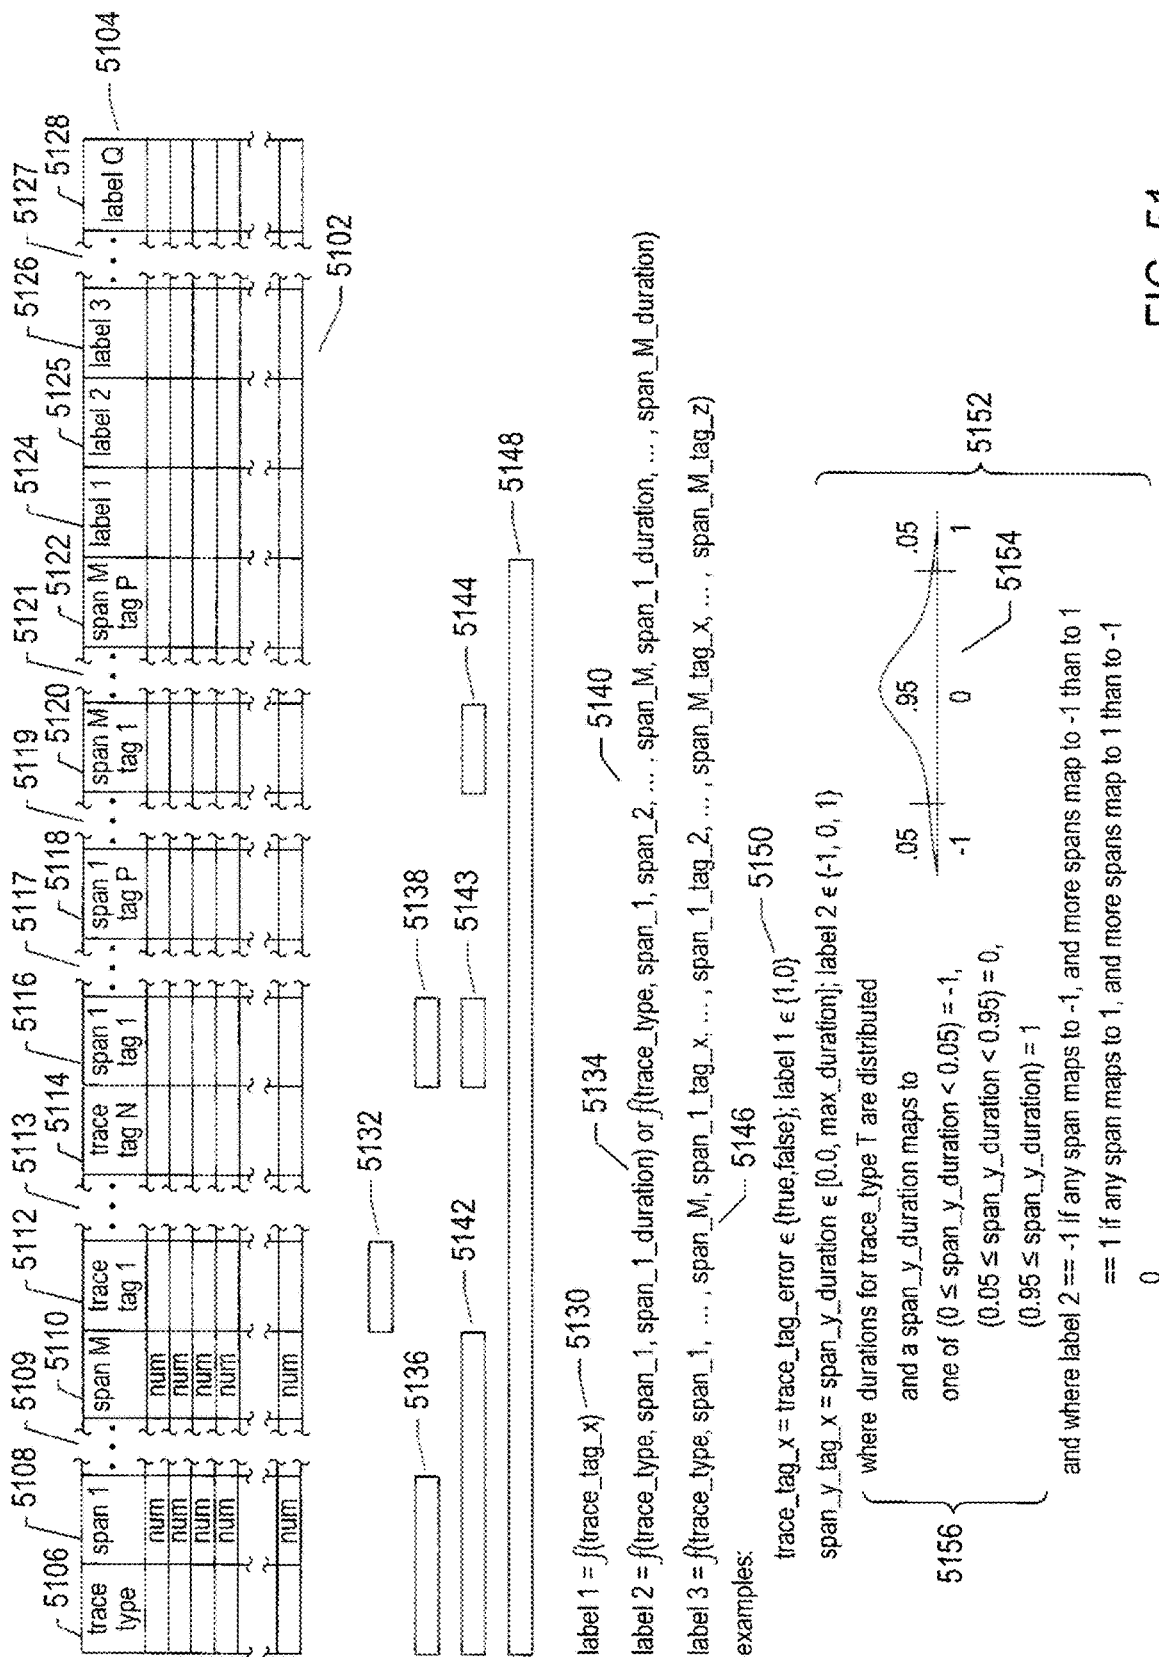 5106 5108 5109 5110 5112 5113 5114 5116 5117 5118 5119 5120 5121 5122 5124 5125 5126 5127 5128
5104
trace type span 1 ... span M trace tag 1 ... trace tag N span 1 tag 1 ... span 1 tag P ... span M tag 1 ... span M tag P label 1 label 2 label 3 ... label Q
num num
num num
num num
num num
num num
5102
5132
5136 5138
5142 5143 5144
5148
label 1 = f(trace_tag_x) 5130
5134 5140
label 2 = f(trace_type, span_1, span_1_duration) or f(trace_type, span_1, span_2, ... , span_M, span_1_duration, ... , span_M_duration)
label 3 = f(trace_type, span_1, ... , span_M, span_1_tag_x, ... , span_1_tag_2, ... , span_M_tag_x, ... , span_M_tag_z)
5146
examples:
trace_tag_x = trace_tag_error ϵ {true,false}; label 1 ϵ {1,0} 5150
span_y_tag_x = span_y_duration ϵ [0.0, max_duration]; label 2 ϵ {-1, 0, 1}
where durations for trace_type T are distributed
and a span_y_duration maps to
one of (0 ≤ span_y_duration < 0.05) = -1,
(0.05 ≤ span_y_duration < 0.95) = 0,
(0.95 ≤ span_y_duration) = 1
5156
.05 .95 .05
-1 0 1
5154
5152
and where label 2 == -1 if any span maps to -1, and more spans map to -1 than to 1
== 1 if any span maps to 1, and more spans map to 1 than to -1
0